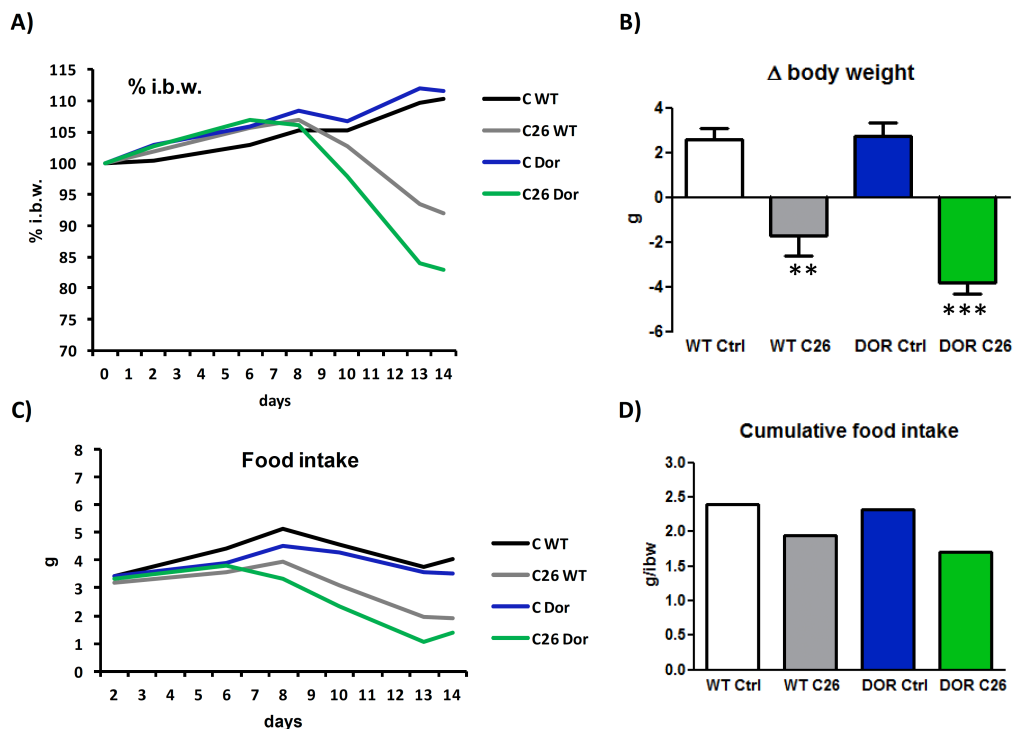 A)
% i.b.w.
115
110
105
100
95
90
85
80
75
70
% i.b.w.
0 1 2 3 4 5 6 7 8 9 10 11 12 13 14
days
C WT
C26 WT
C Dor
C26 Dor
B)
Δ body weight
4
2
0
-2
-4
-6
g
**
***
WT Ctrl WT C26 DOR Ctrl DOR C26
C)
Food intake
8
7
6
5
4
3
2
1
0
g
2 3 4 5 6 7 8 9 10 11 12 13 14
days
C WT
C26 WT
C Dor
C26 Dor
D)
Cumulative food intake
3.0
2.5
2.0
1.5
1.0
0.5
0.0
g/ibw
WT Ctrl WT C26 DOR Ctrl DOR C26